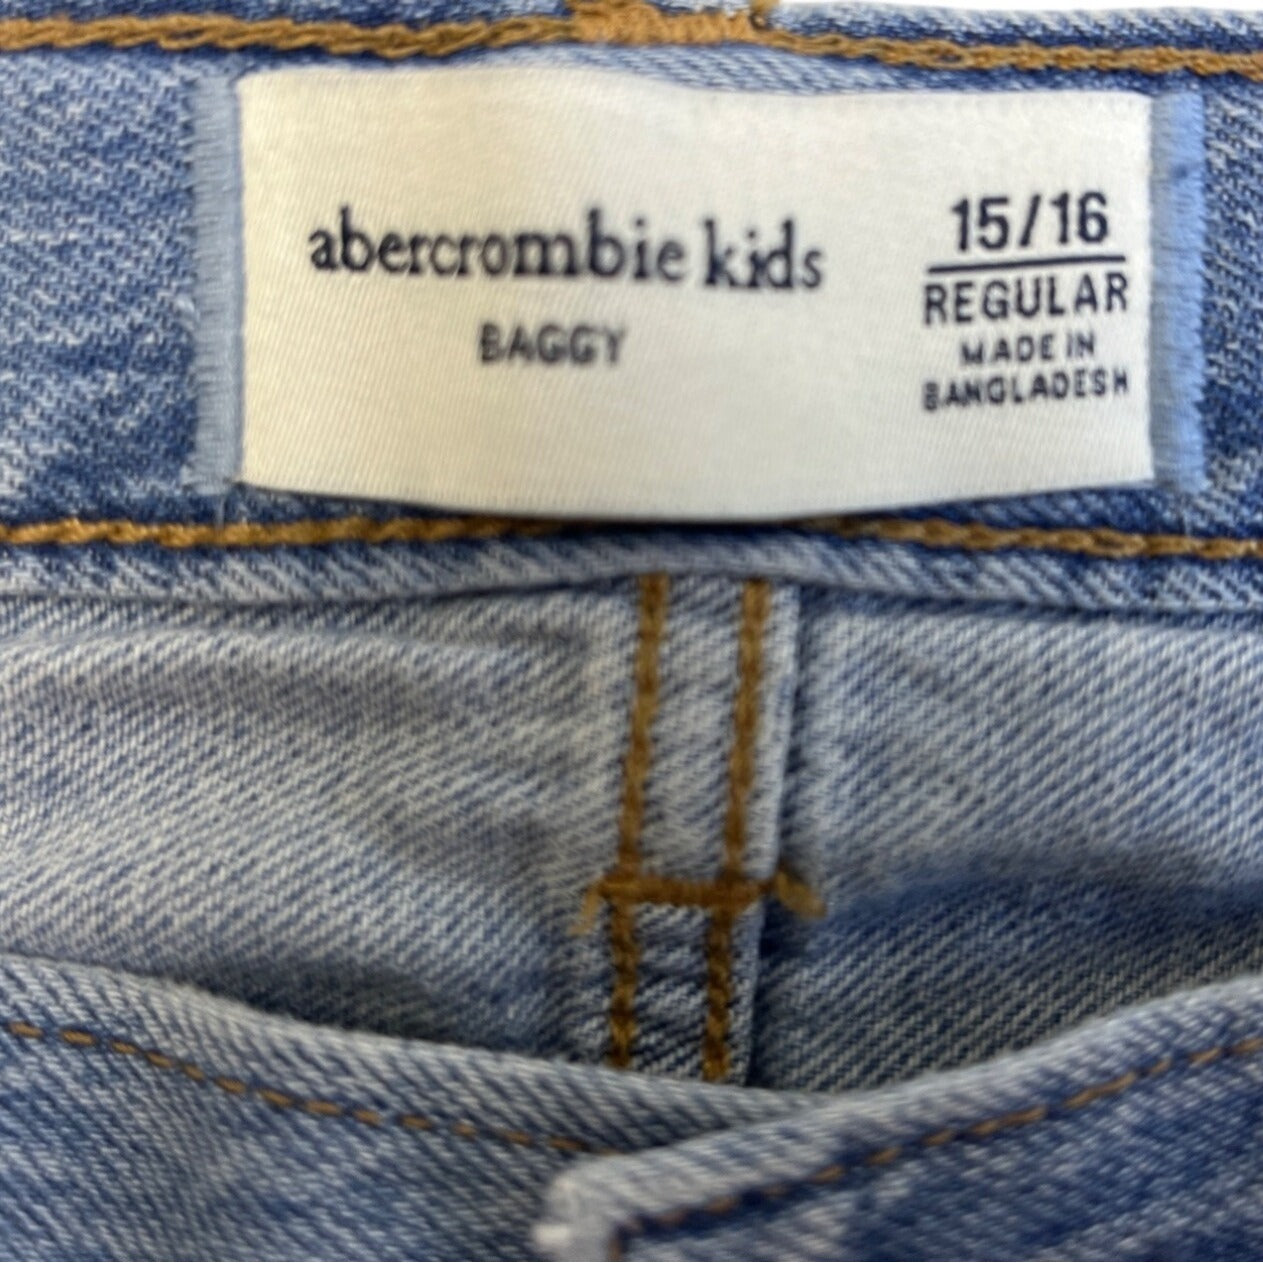 abercrombie kids
BAGGY
15/16
REGULAR
MADE IN
BANGLADESH